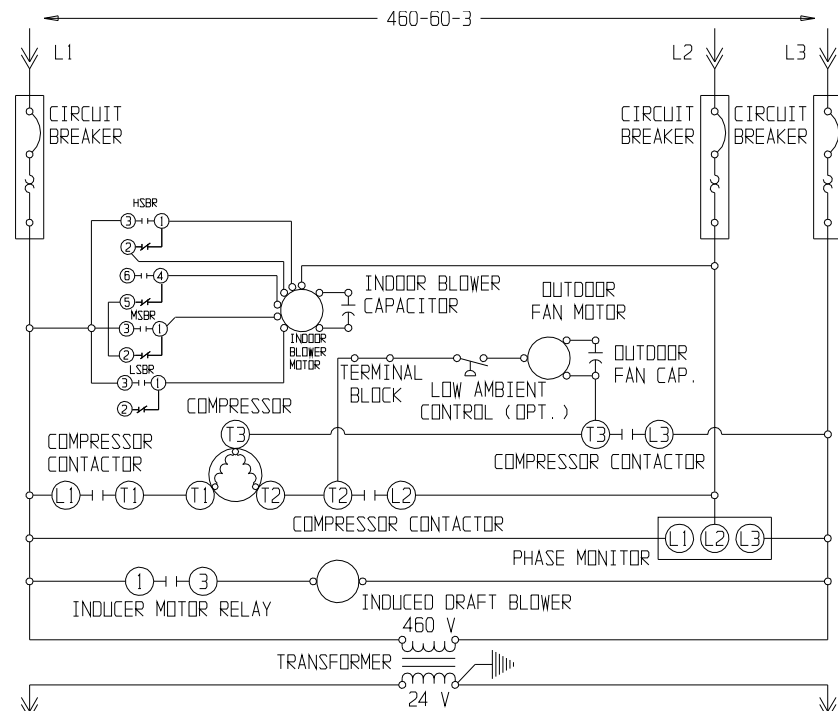 460-60-3
L1
L2
L3
CIRCUIT
BREAKER
CIRCUIT
BREAKER
CIRCUIT
BREAKER
HSBR
3
1
2
6
4
5
MSBR
3
1
2
LSBR
3
1
2
INDOOR BLOWER
CAPACITOR
INDOOR
BLOWER
MOTOR
OUTDOOR
FAN MOTOR
OUTDOOR
FAN CAP.
TERMINAL
BLOCK
LOW AMBIENT
CONTROL (OPT.)
COMPRESSOR
T3
T3
L3
COMPRESSOR CONTACTOR
COMPRESSOR
CONTACTOR
L1
T1
T1
T2
T2
L2
COMPRESSOR CONTACTOR
L1
L2
L3
PHASE MONITOR
1
3
INDUCER MOTOR RELAY
INDUCED DRAFT BLOWER
460 V
TRANSFORMER
24 V